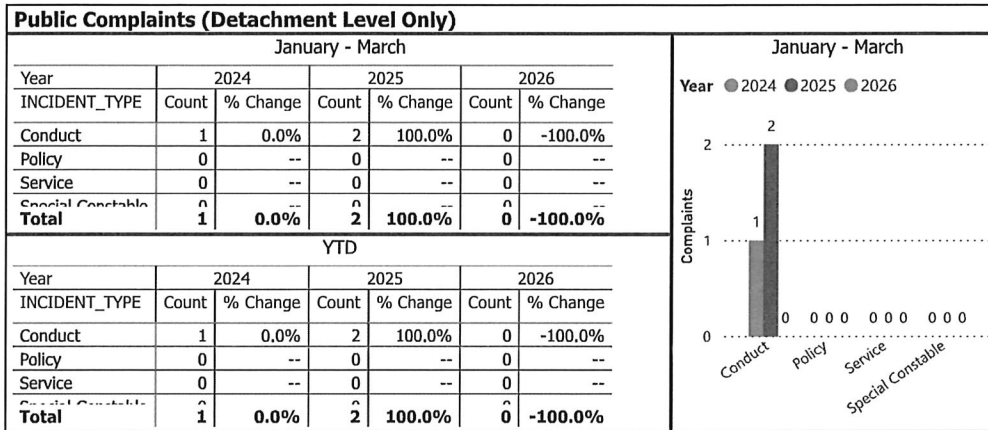 Public Complaints (Detachment Level Only)
January - March
Year 2024 2025 2026
INCIDENT_TYPE Count % Change Count % Change Count % Change
Conduct 1 0.0% 2 100.0% 0 -100.0%
Policy 0 -- 0 -- 0 --
Service 0 -- 0 -- 0 --
Special Constable 0 -- 0 -- 0 --
Total 1 0.0% 2 100.0% 0 -100.0%
YTD
Year 2024 2025 2026
INCIDENT_TYPE Count % Change Count % Change Count % Change
Conduct 1 0.0% 2 100.0% 0 -100.0%
Policy 0 -- 0 -- 0 --
Service 0 -- 0 -- 0 --
Total 1 0.0% 2 100.0% 0 -100.0%
January - March
Year 2024 2025 2026
Complaints
2
1
0
1 2 0 0 0 0 0 0 0 0 0 0
Conduct Policy Service Special Constable